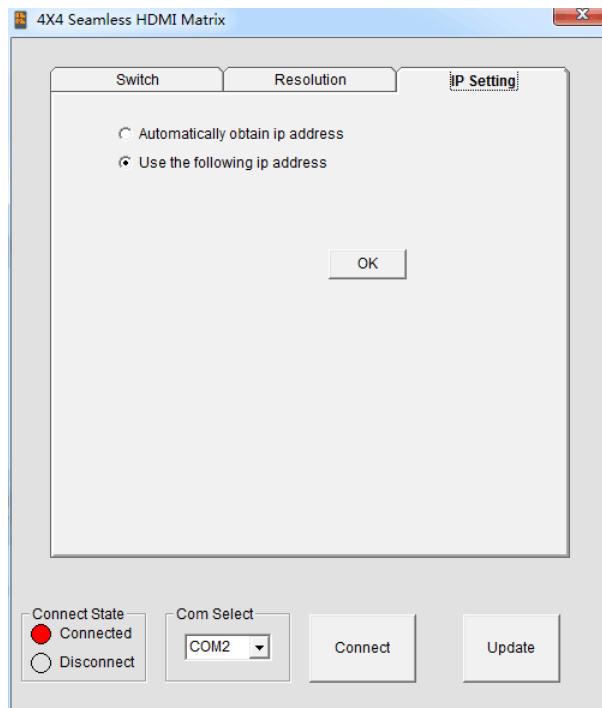 4X4 Seamless HDMI Matrix
Switch
Resolution
IP Setting
Automatically obtain ip address
Use the following ip address
OK
Connect State
Connected
Disconnect
Com Select
COM2
Connect
Update